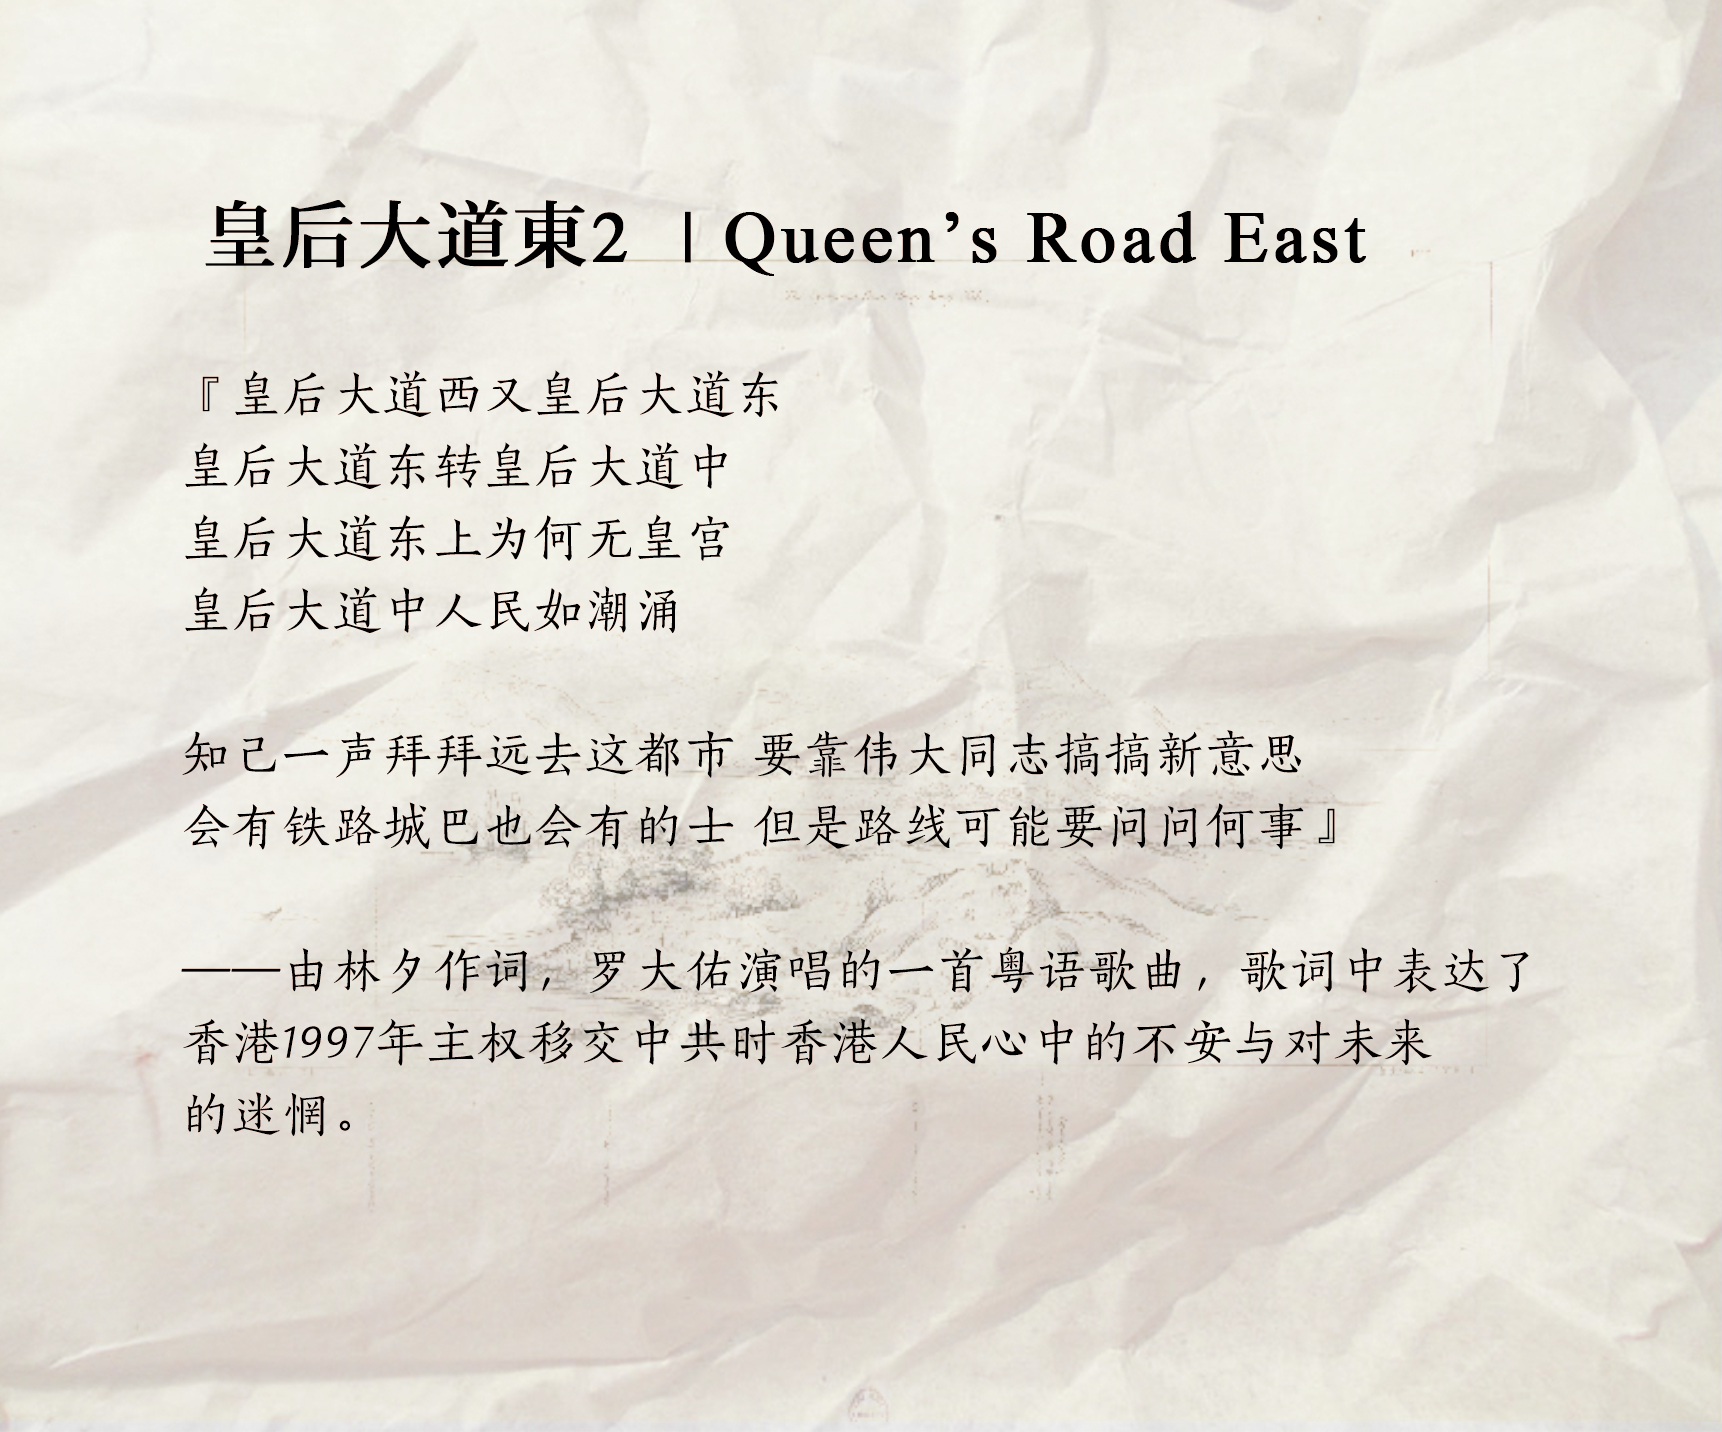 皇后大道東2 | Queen’s Road East
『皇后大道西又皇后大道东
皇后大道东转皇后大道中
皇后大道东上为何无皇宫
皇后大道中人民如潮涌
知己一声拜拜远去这都市 要靠伟大同志搞搞新意思
会有铁路城巴也会有的士 但是路线可能要问问何事』
——由林夕作词，罗大佑演唱的一首粤语歌曲，歌词中表达了
香港1997年主权移交中共时香港人民心中的不安与对未来
的迷惘。